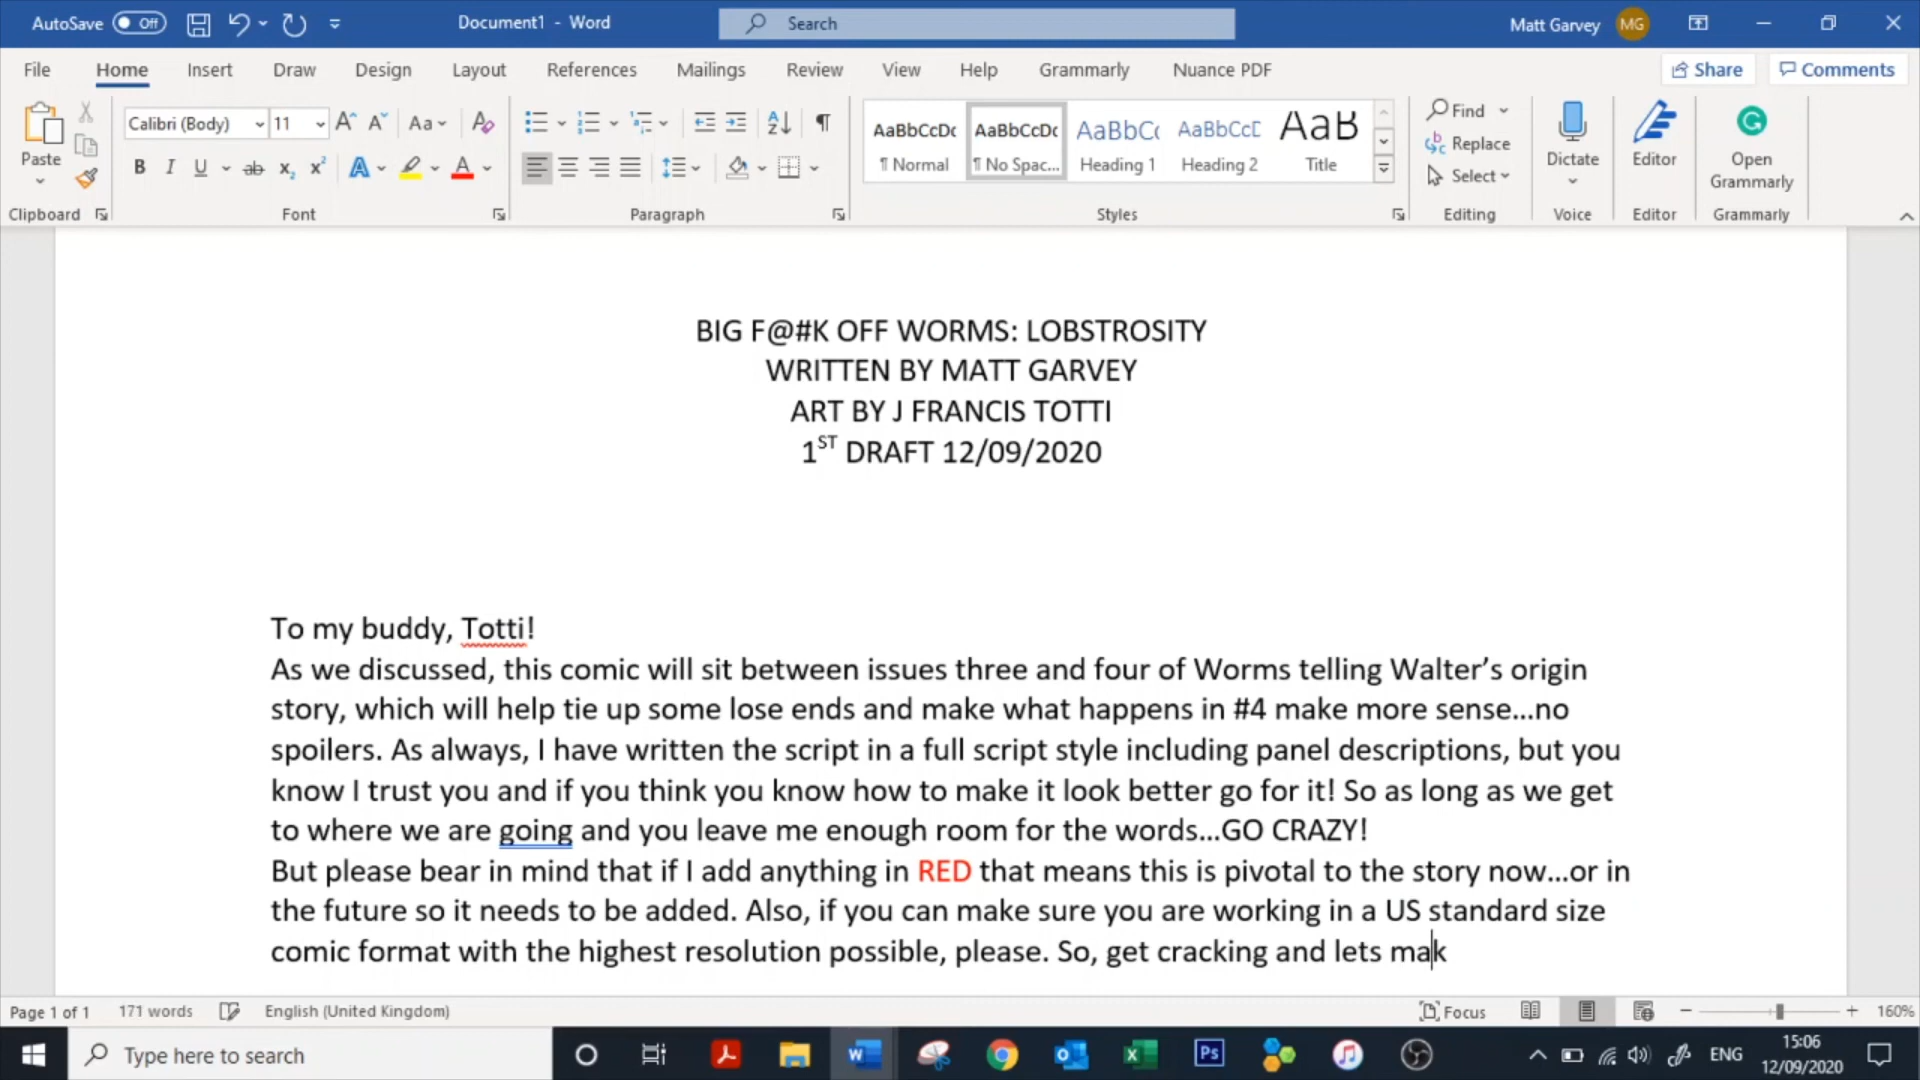 AutoSave Off
Document1 - Word
Search
Matt Garvey MG
File Home Insert Draw Design Layout References Mailings Review View Help Grammarly Nuance PDF
Share Comments
Calibri (Body) 11
Aa
Paste
B I U ab x₂ x² A A
AaBbCcDc AaBbCcDc AaBbC AaBbCcE AaB
¶ Normal ¶ No Spac... Heading 1 Heading 2 Title
Find
Replace
Select
Dictate
Editor
Open Grammarly
Clipboard Font Paragraph Styles Editing Voice Editor Grammarly
BIG F@#K OFF WORMS: LOBSTROSITY
WRITTEN BY MATT GARVEY
ART BY J FRANCIS TOTTI
1ST DRAFT 12/09/2020
To my buddy, Totti!
As we discussed, this comic will sit between issues three and four of Worms telling Walter’s origin
story, which will help tie up some lose ends and make what happens in #4 make more sense…no
spoilers. As always, I have written the script in a full script style including panel descriptions, but you
know I trust you and if you think you know how to make it look better go for it! So as long as we get
to where we are going and you leave me enough room for the words…GO CRAZY!
But please bear in mind that if I add anything in RED that means this is pivotal to the story now…or in
the future so it needs to be added. Also, if you can make sure you are working in a US standard size
comic format with the highest resolution possible, please. So, get cracking and lets mak
Page 1 of 1 171 words English (United Kingdom)
Focus
160%
Type here to search
Ps
ENG
15:06
12/09/2020